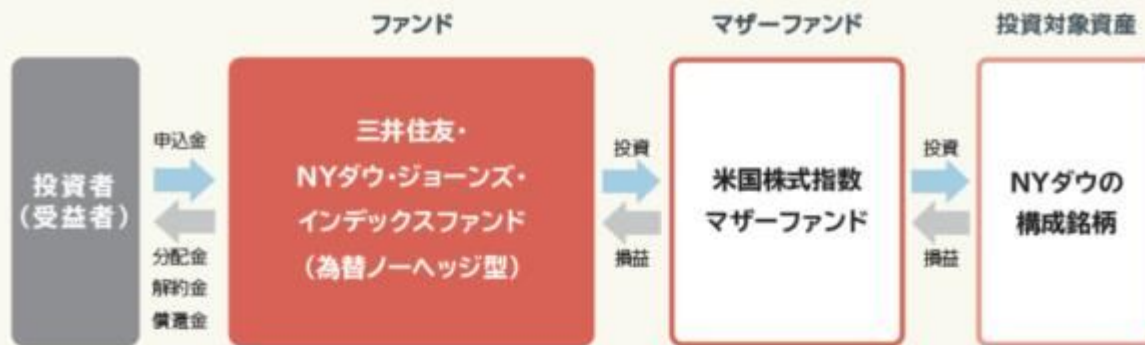 ファンド
マザーファンド
投資対象資産
投資者
（受益者）
申込金
分配金
解約金
償還金
三井住友・
NYダウ・ジョーンズ・
インデックスファンド
（為替ノーヘッジ型）
投資
損益
米国株式指数
マザーファンド
投資
損益
NYダウの
構成銘柄